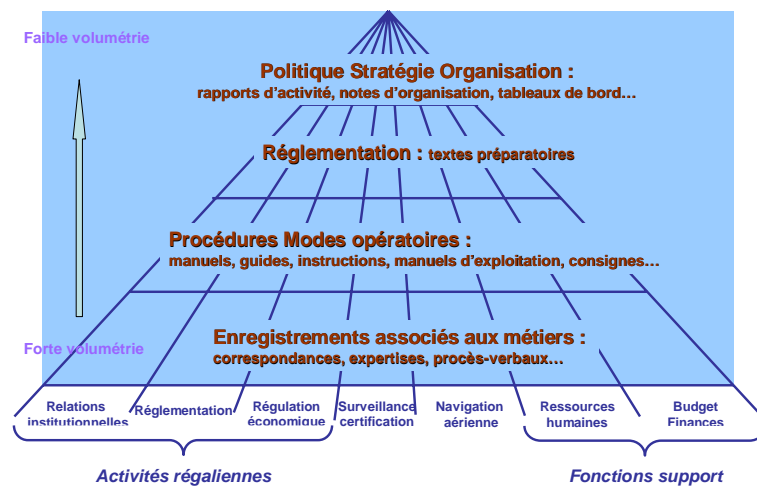 Faible volumétrie
Politique Stratégie Organisation :
rapports d'activité, notes d'organisation, tableaux de bord…
Réglementation : textes préparatoires
Procédures Modes opératoires :
manuels, guides, instructions, manuels d'exploitation, consignes…
Enregistrements associés aux métiers :
Forte volumétrie
correspondances, expertises, procès-verbaux…
Relations
institutionnelles
Réglementation
Régulation
économique
Surveillance
certification
Navigation
aérienne
Ressources
humaines
Budget
Finances
Activités régaliennes
Fonctions support